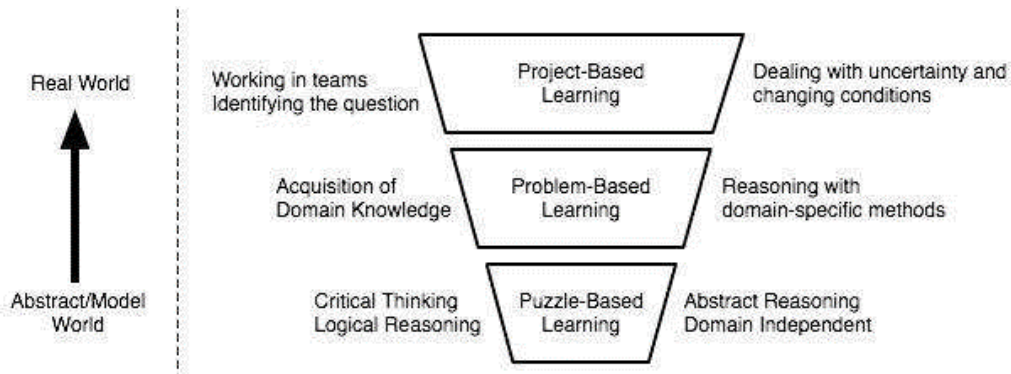 Real World
Abstract/Model
World
Working in teams
Identifying the question
Project-Based
Learning
Dealing with uncertainty and
changing conditions
Acquisition of
Domain Knowledge
Problem-Based
Learning
Reasoning with
domain-specific methods
Critical Thinking
Logical Reasoning
Puzzle-Based
Learning
Abstract Reasoning
Domain Independent